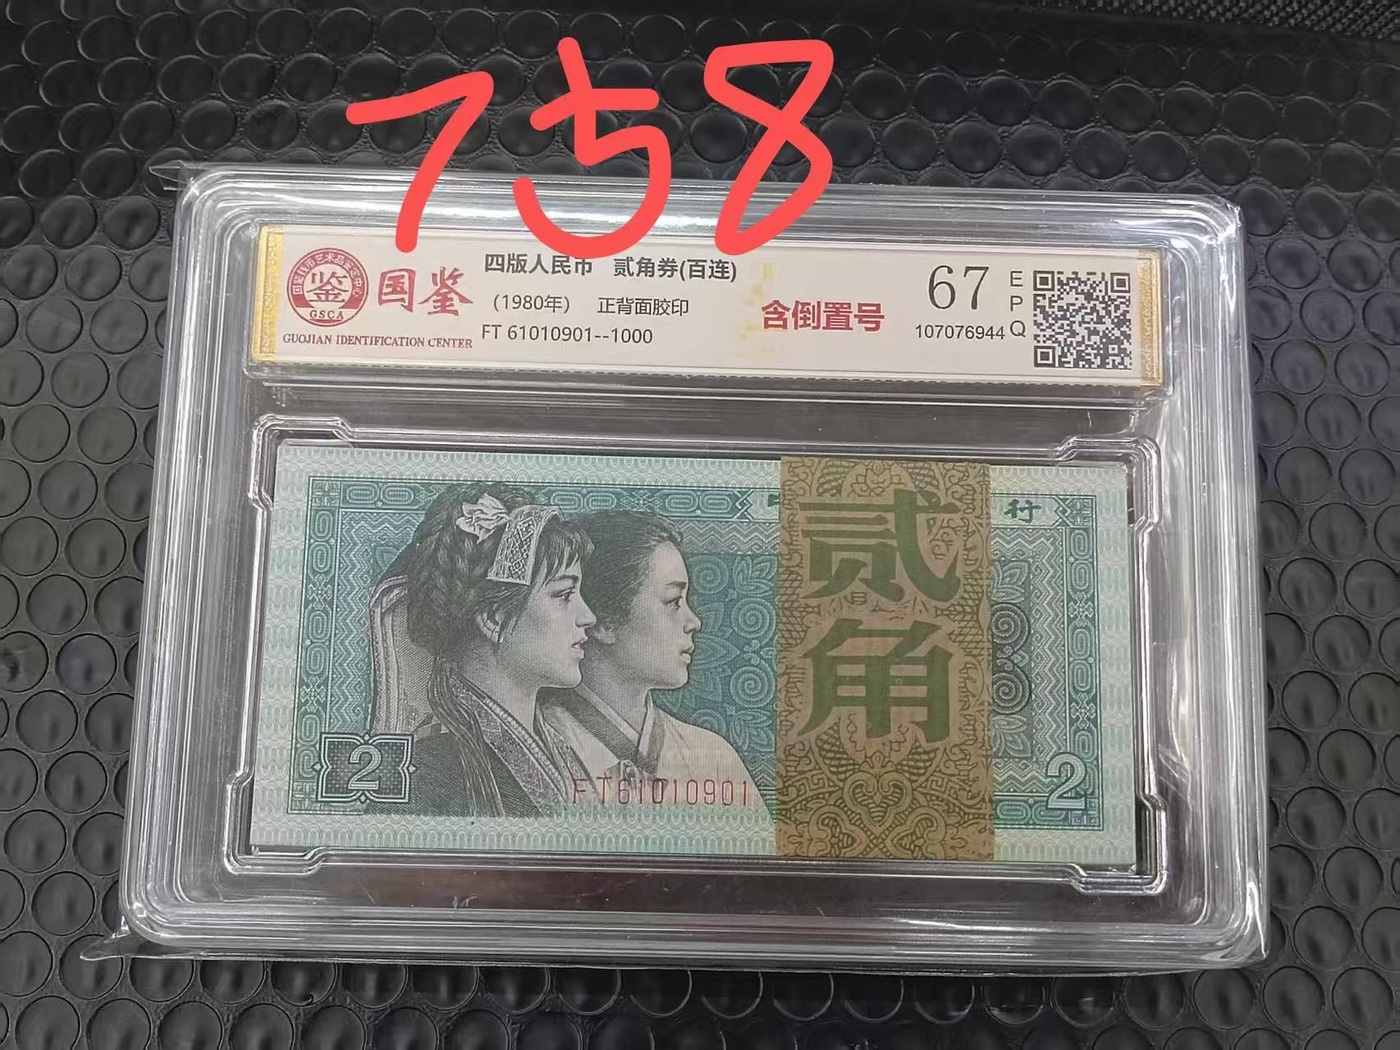 758
鉴
GSCA
国鉴
GUOJIAN IDENTIFICATION CENTER
四版人民币 贰角券(百连)
(1980年) 正背面胶印
FT 61010901--1000
含倒置号
67
EPQ
107076944
行
贰角
2
FT61010901
2